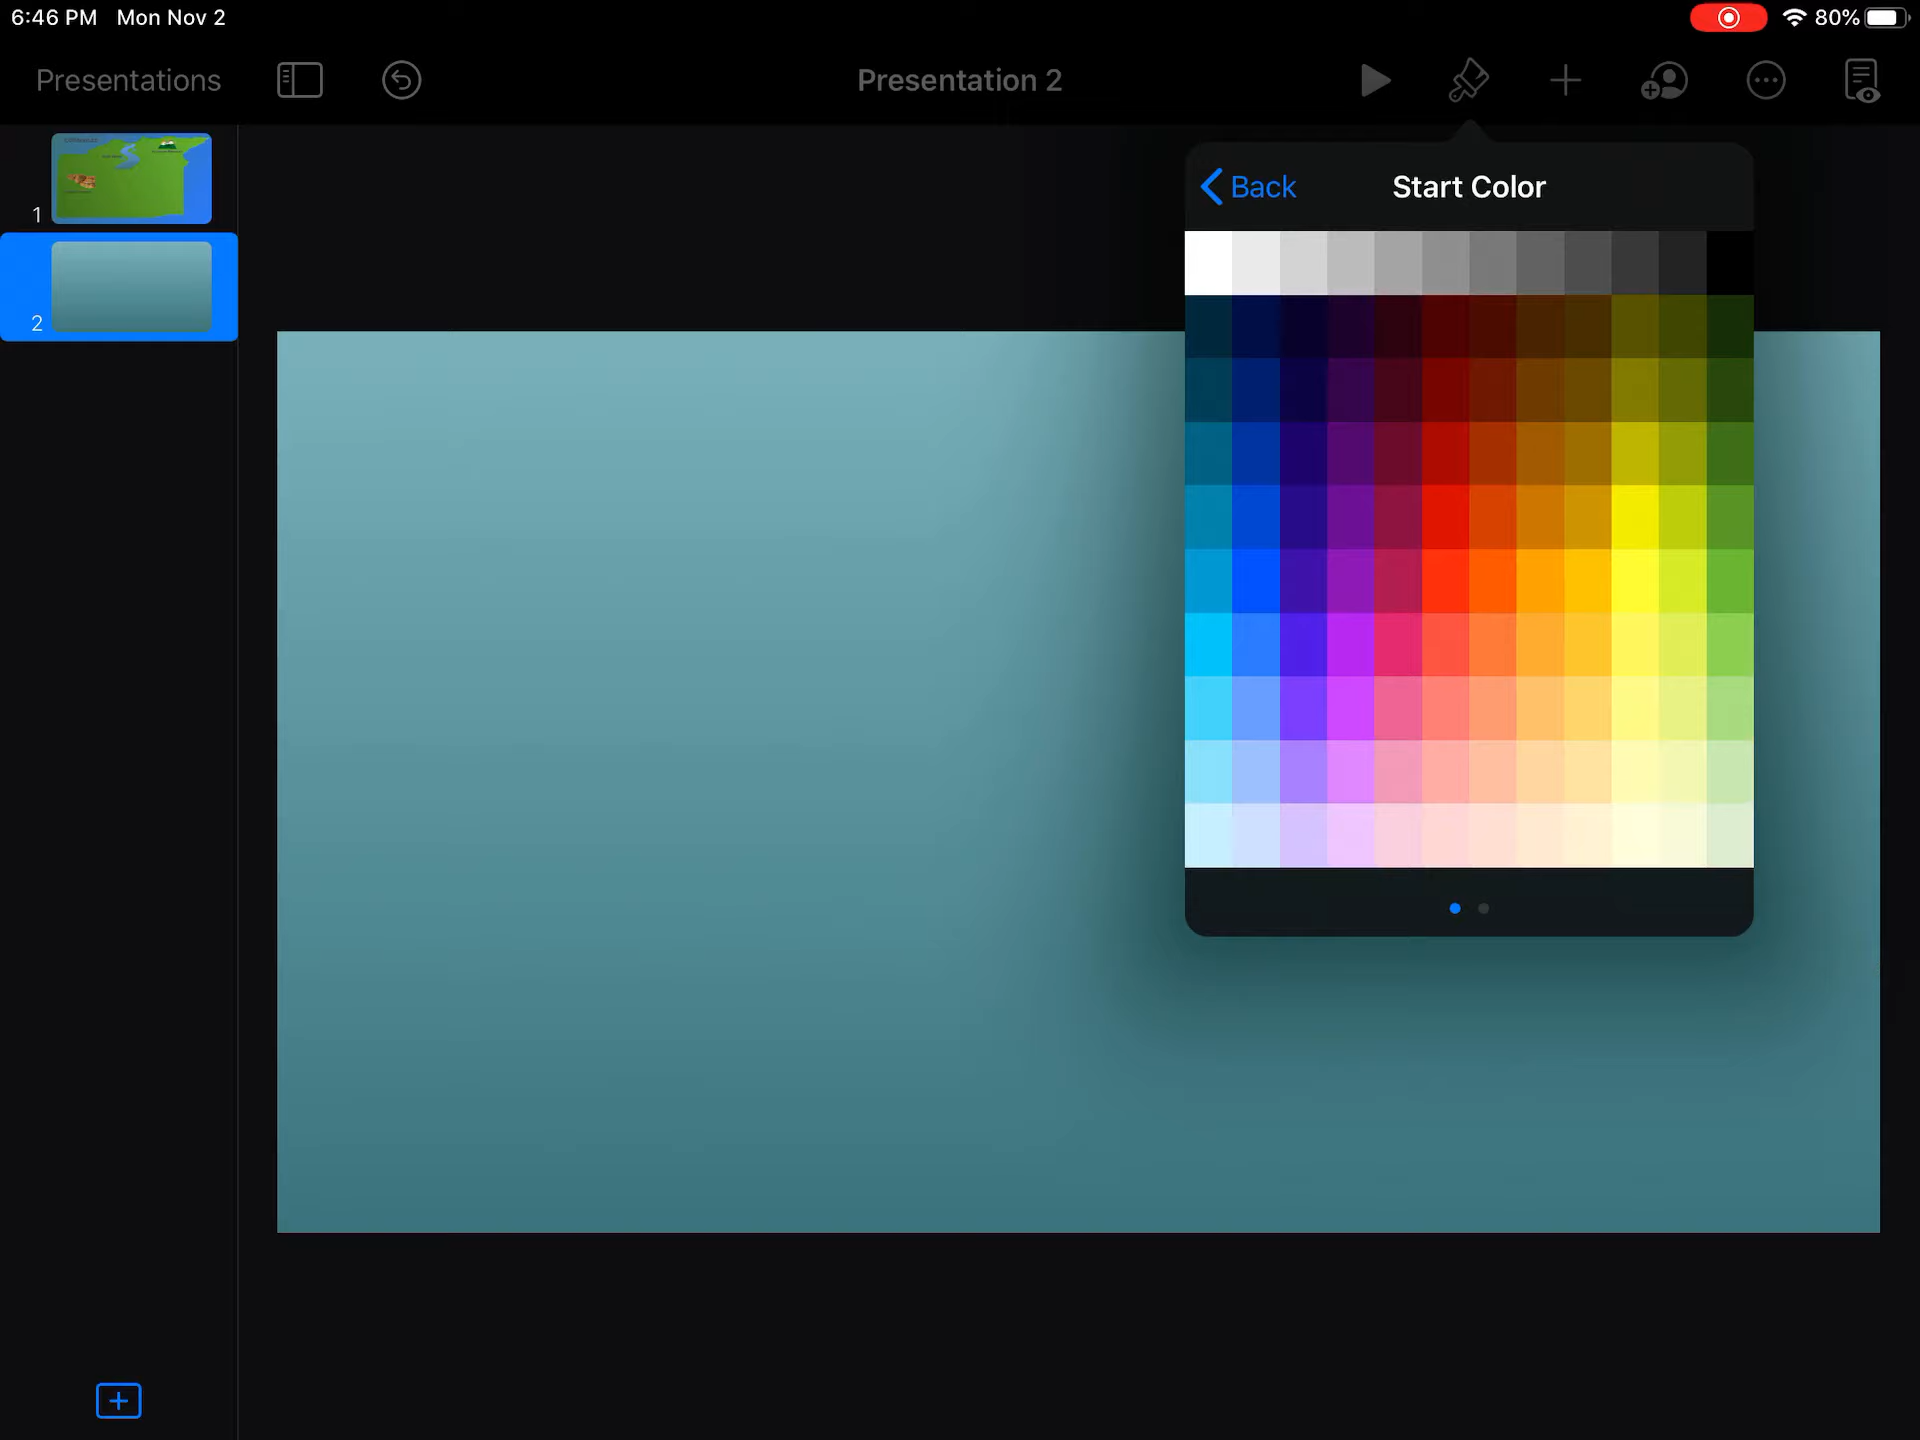 6:46 PM Mon Nov 2
80%
Presentations
Presentation 2
Back
Start Color
1
2